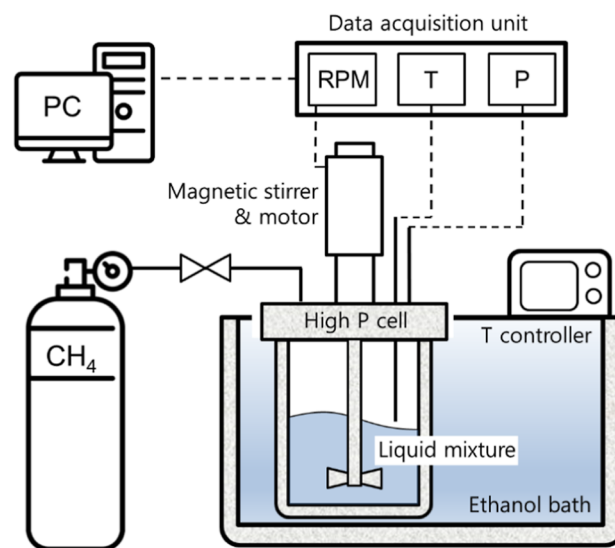 Data acquisition unit
PC
RPM
T
P
Magnetic stirrer
& motor
High P cell
T controller
CH₄
Liquid mixture
Ethanol bath